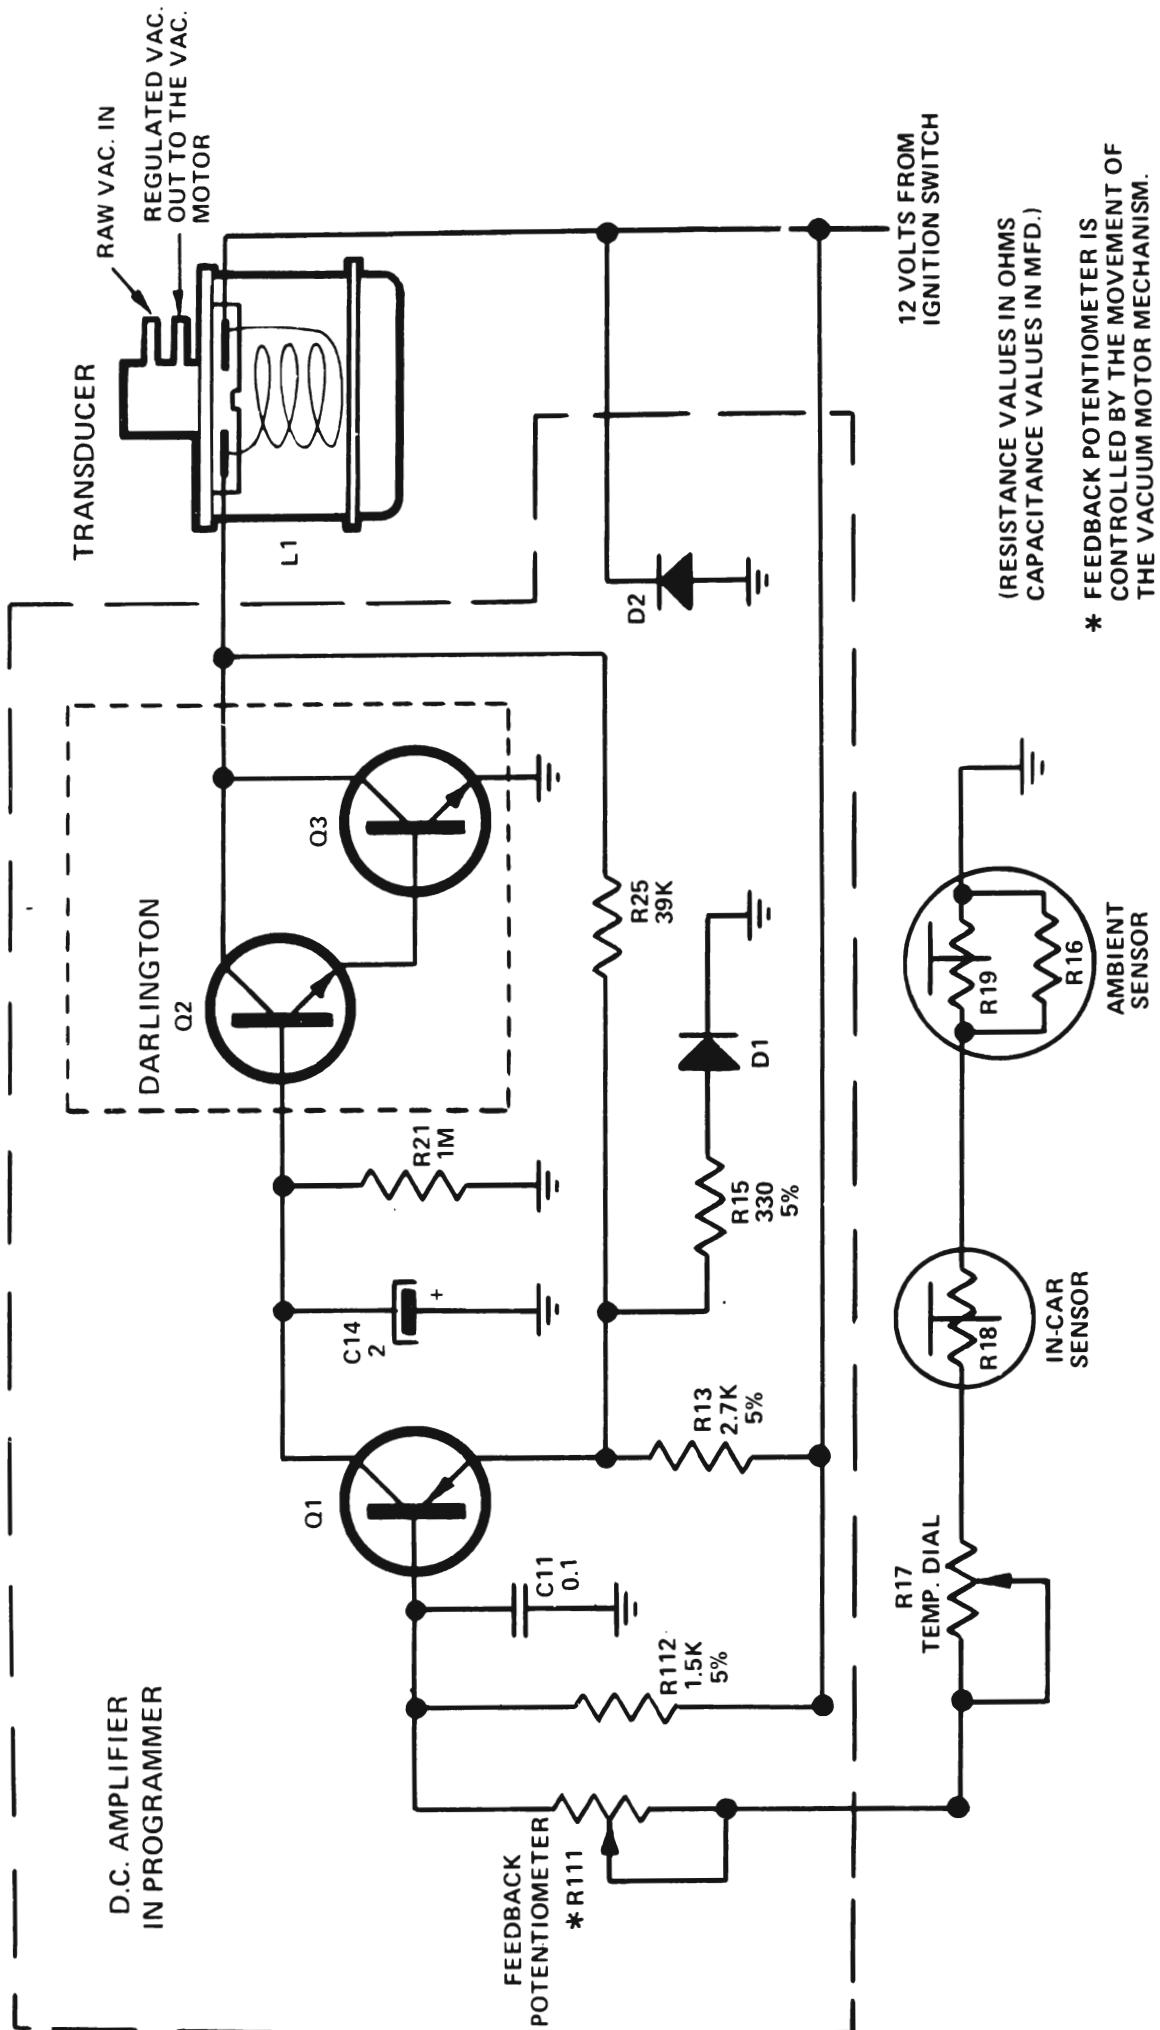 D.C. AMPLIFIER
IN PROGRAMMER
DARLINGTON
TRANSDUCER
RAW VAC. IN
REGULATED VAC.
OUT TO THE VAC.
MOTOR
Q2
Q3
L1
Q1
C14
2
+
R21
1M
C11
0.1
R25
39K
D2
FEEDBACK
POTENTIOMETER
*R111
R112
1.5K
5%
R13
2.7K
5%
R15
330
5%
D1
12 VOLTS FROM
IGNITION SWITCH
R17
TEMP. DIAL
R18
IN-CAR
SENSOR
R19
R16
AMBIENT
SENSOR
(RESISTANCE VALUES IN OHMS
CAPACITANCE VALUES IN MFD.)
* FEEDBACK POTENTIOMETER IS
CONTROLLED BY THE MOVEMENT OF
THE VACUUM MOTOR MECHANISM.